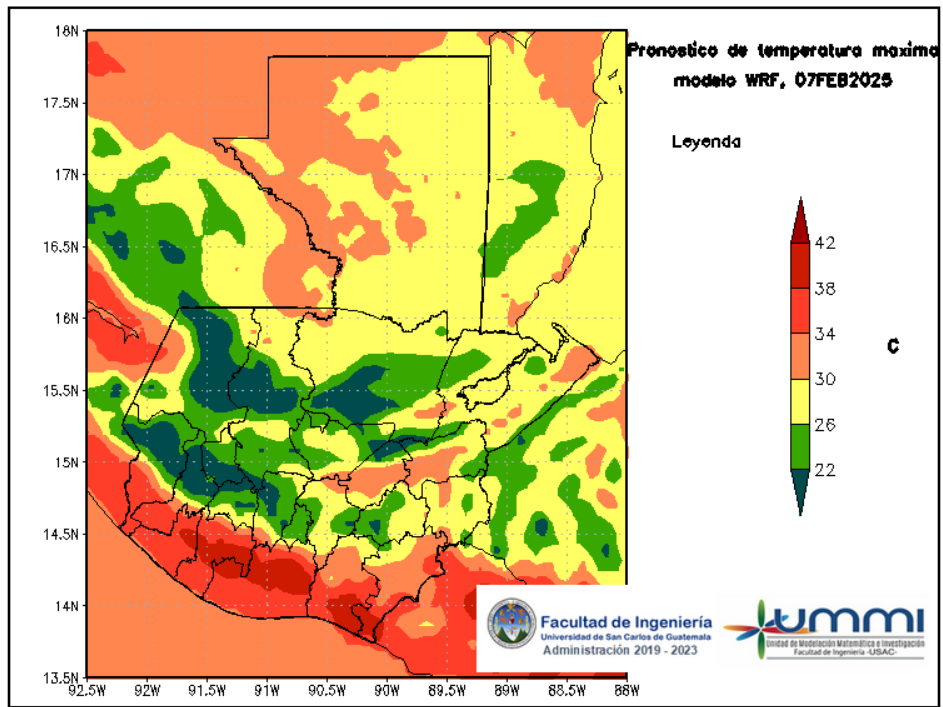 Pronostico de temperatura maxima
modelo WRF, 07FEB2025
Leyenda
42
38
34
30
26
22
C
18N
17.5N
17N
16.5N
16N
15.5N
15N
14.5N
14N
13.5N
92.5W
92W
91.5W
91W
90.5W
90W
89.5W
89W
88.5W
88W
Facultad de Ingeniería
Universidad de San Carlos de Guatemala
Administración 2019 - 2023
ummi
Unidad de Modelación Matemática e Investigación
Facultad de Ingeniería -USAC-